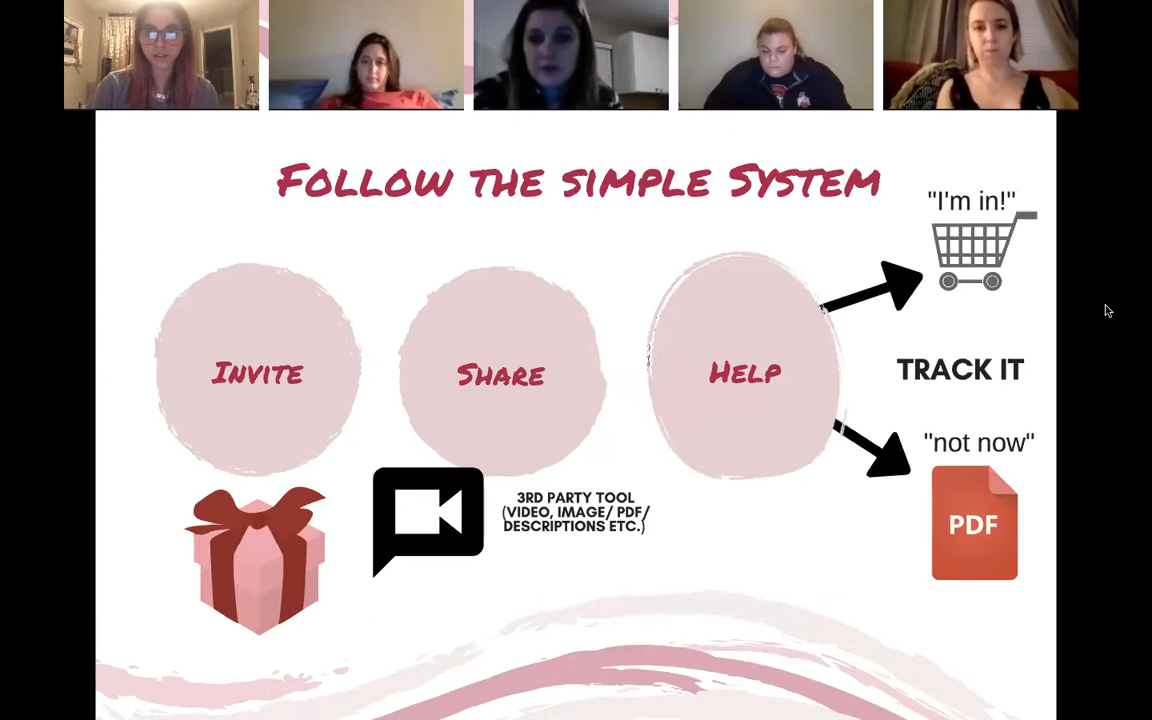 Follow the simple System
"I'm in!"
Invite
Share
Help
TRACK IT
"not now"
3RD PARTY TOOL
(VIDEO, IMAGE/ PDF/
DESCRIPTIONS ETC.)
PDF